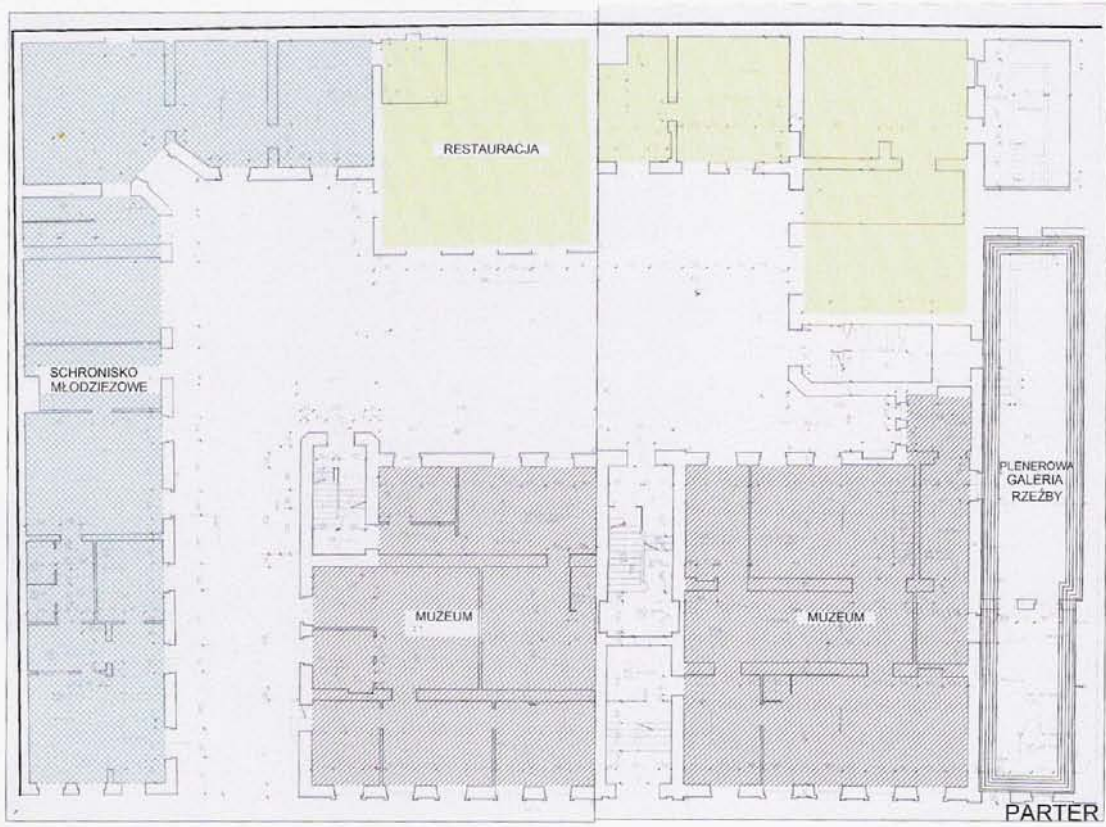 RESTAURACJA
SCHRONISKO
MŁODZIEŻOWE
PLENEROWA
GALERIA
RZEŹBY
MUZEUM
MUZEUM
PARTER